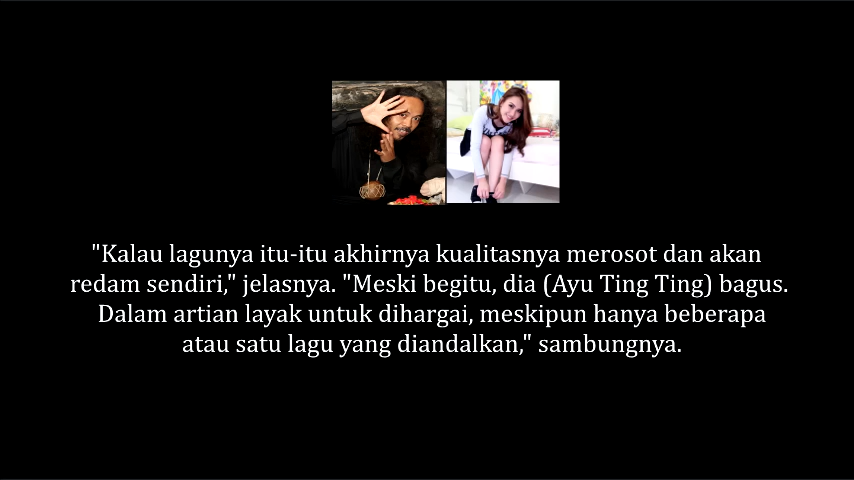 "Kalau lagunya itu-itu akhirnya kualitasnya merosot dan akan
redam sendiri," jelasnya. "Meski begitu, dia (Ayu Ting Ting) bagus.
Dalam artian layak untuk dihargai, meskipun hanya beberapa
atau satu lagu yang diandalkan," sambungnya.